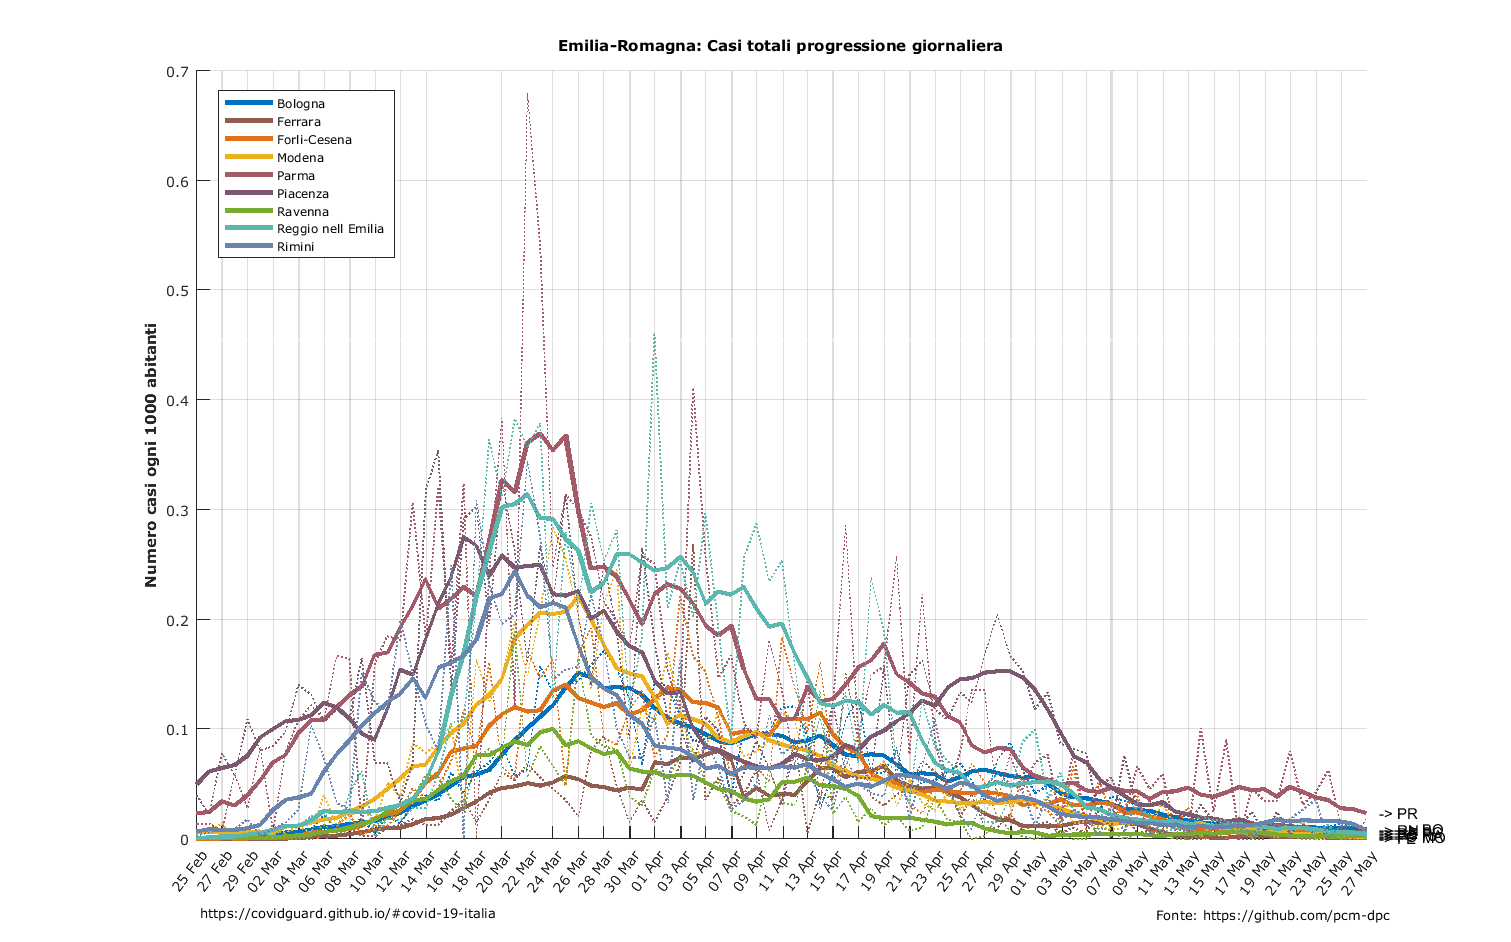 Emilia-Romagna: Casi totali progressione giornaliera
Numero casi ogni 1000 abitanti
0.7
0.6
0.5
0.4
0.3
0.2
0.1
0
Bologna
Ferrara
Forli-Cesena
Modena
Parma
Piacenza
Ravenna
Reggio nell Emilia
Rimini
-> PR
25 Feb
27 Feb
29 Feb
02 Mar
04 Mar
06 Mar
08 Mar
10 Mar
12 Mar
14 Mar
16 Mar
18 Mar
20 Mar
22 Mar
24 Mar
26 Mar
28 Mar
30 Mar
01 Apr
03 Apr
05 Apr
07 Apr
09 Apr
11 Apr
13 Apr
15 Apr
17 Apr
19 Apr
21 Apr
23 Apr
25 Apr
27 Apr
29 Apr
01 May
03 May
05 May
07 May
09 May
11 May
13 May
15 May
17 May
19 May
21 May
23 May
25 May
27 May
https://covidguard.github.io/#covid-19-italia
Fonte: https://github.com/pcm-dpc